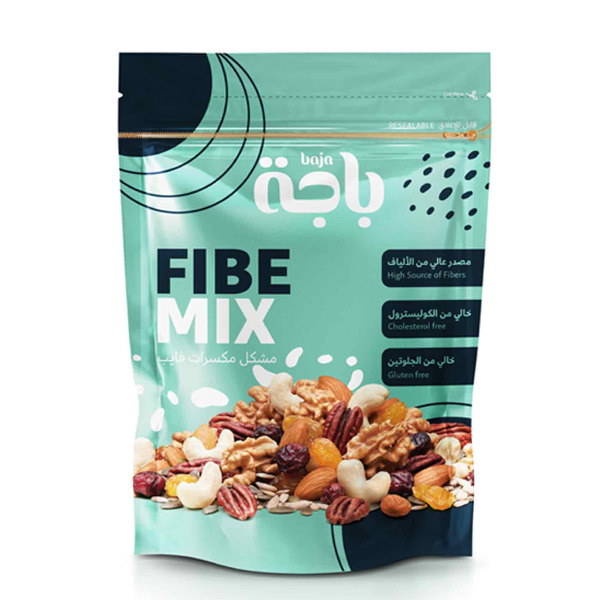 RESEALABLE قابل للإغلاق
baja
باجة
FIBE
MIX
مشكل مكسرات فايب
مصدر عالي من الألياف
High Source of Fibers
خالي من الكوليسترول
Cholesterol free
خالي من الجلوتين
Gluten free